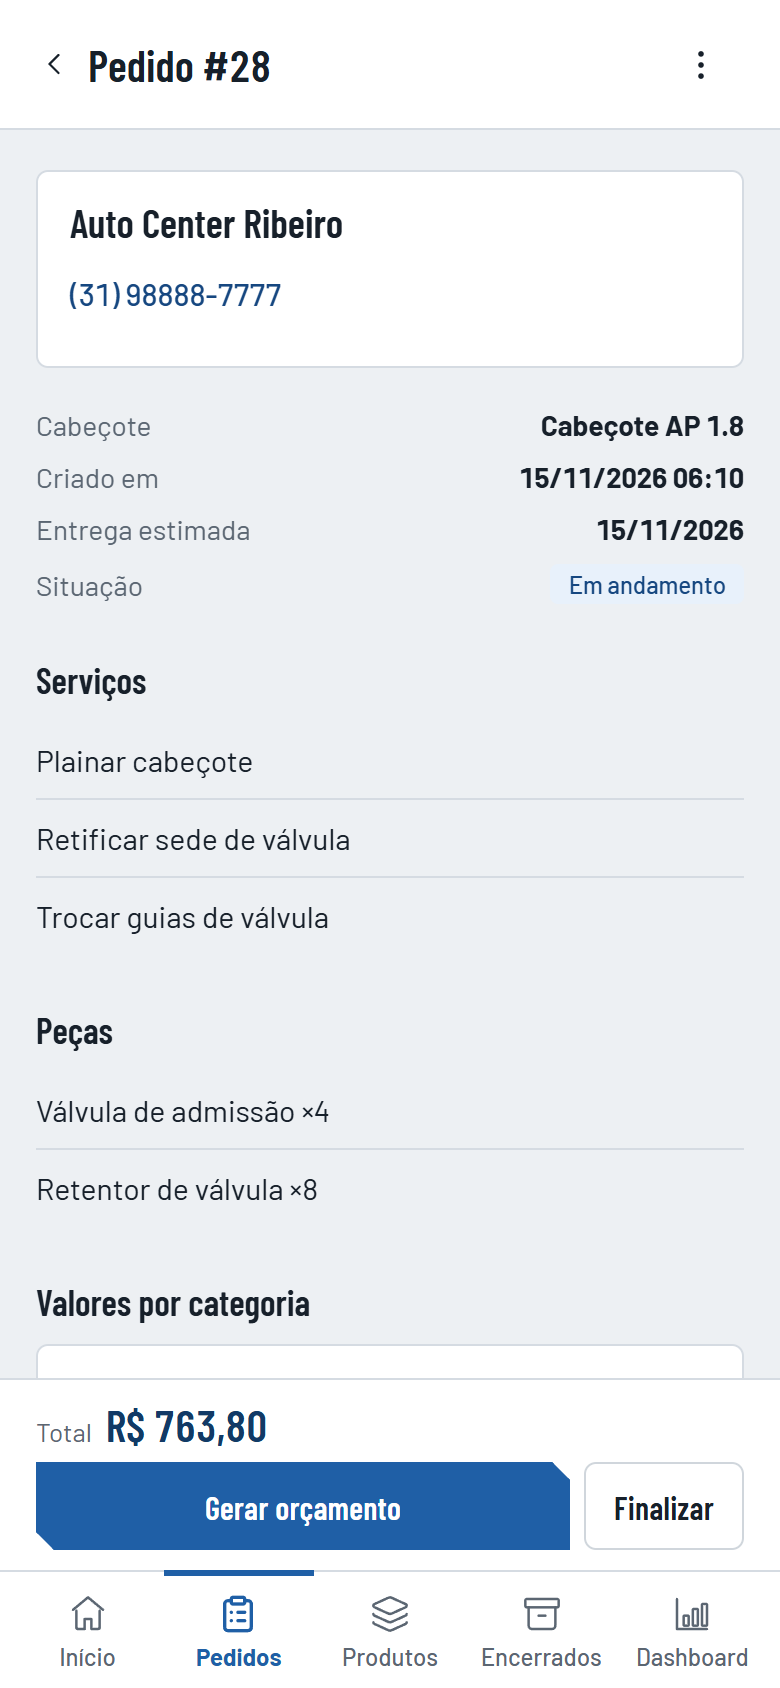 Pedido #28
Auto Center Ribeiro
(31) 98888-7777
Cabeçote Cabeçote AP 1.8
Criado em 15/11/2026 06:10
Entrega estimada 15/11/2026
Situação Em andamento
Serviços
Plainar cabeçote
Retificar sede de válvula
Trocar guias de válvula
Peças
Válvula de admissão ×4
Retentor de válvula ×8
Valores por categoria
Total R$ 763,80
Gerar orçamento Finalizar
Início Pedidos Produtos Encerrados Dashboard